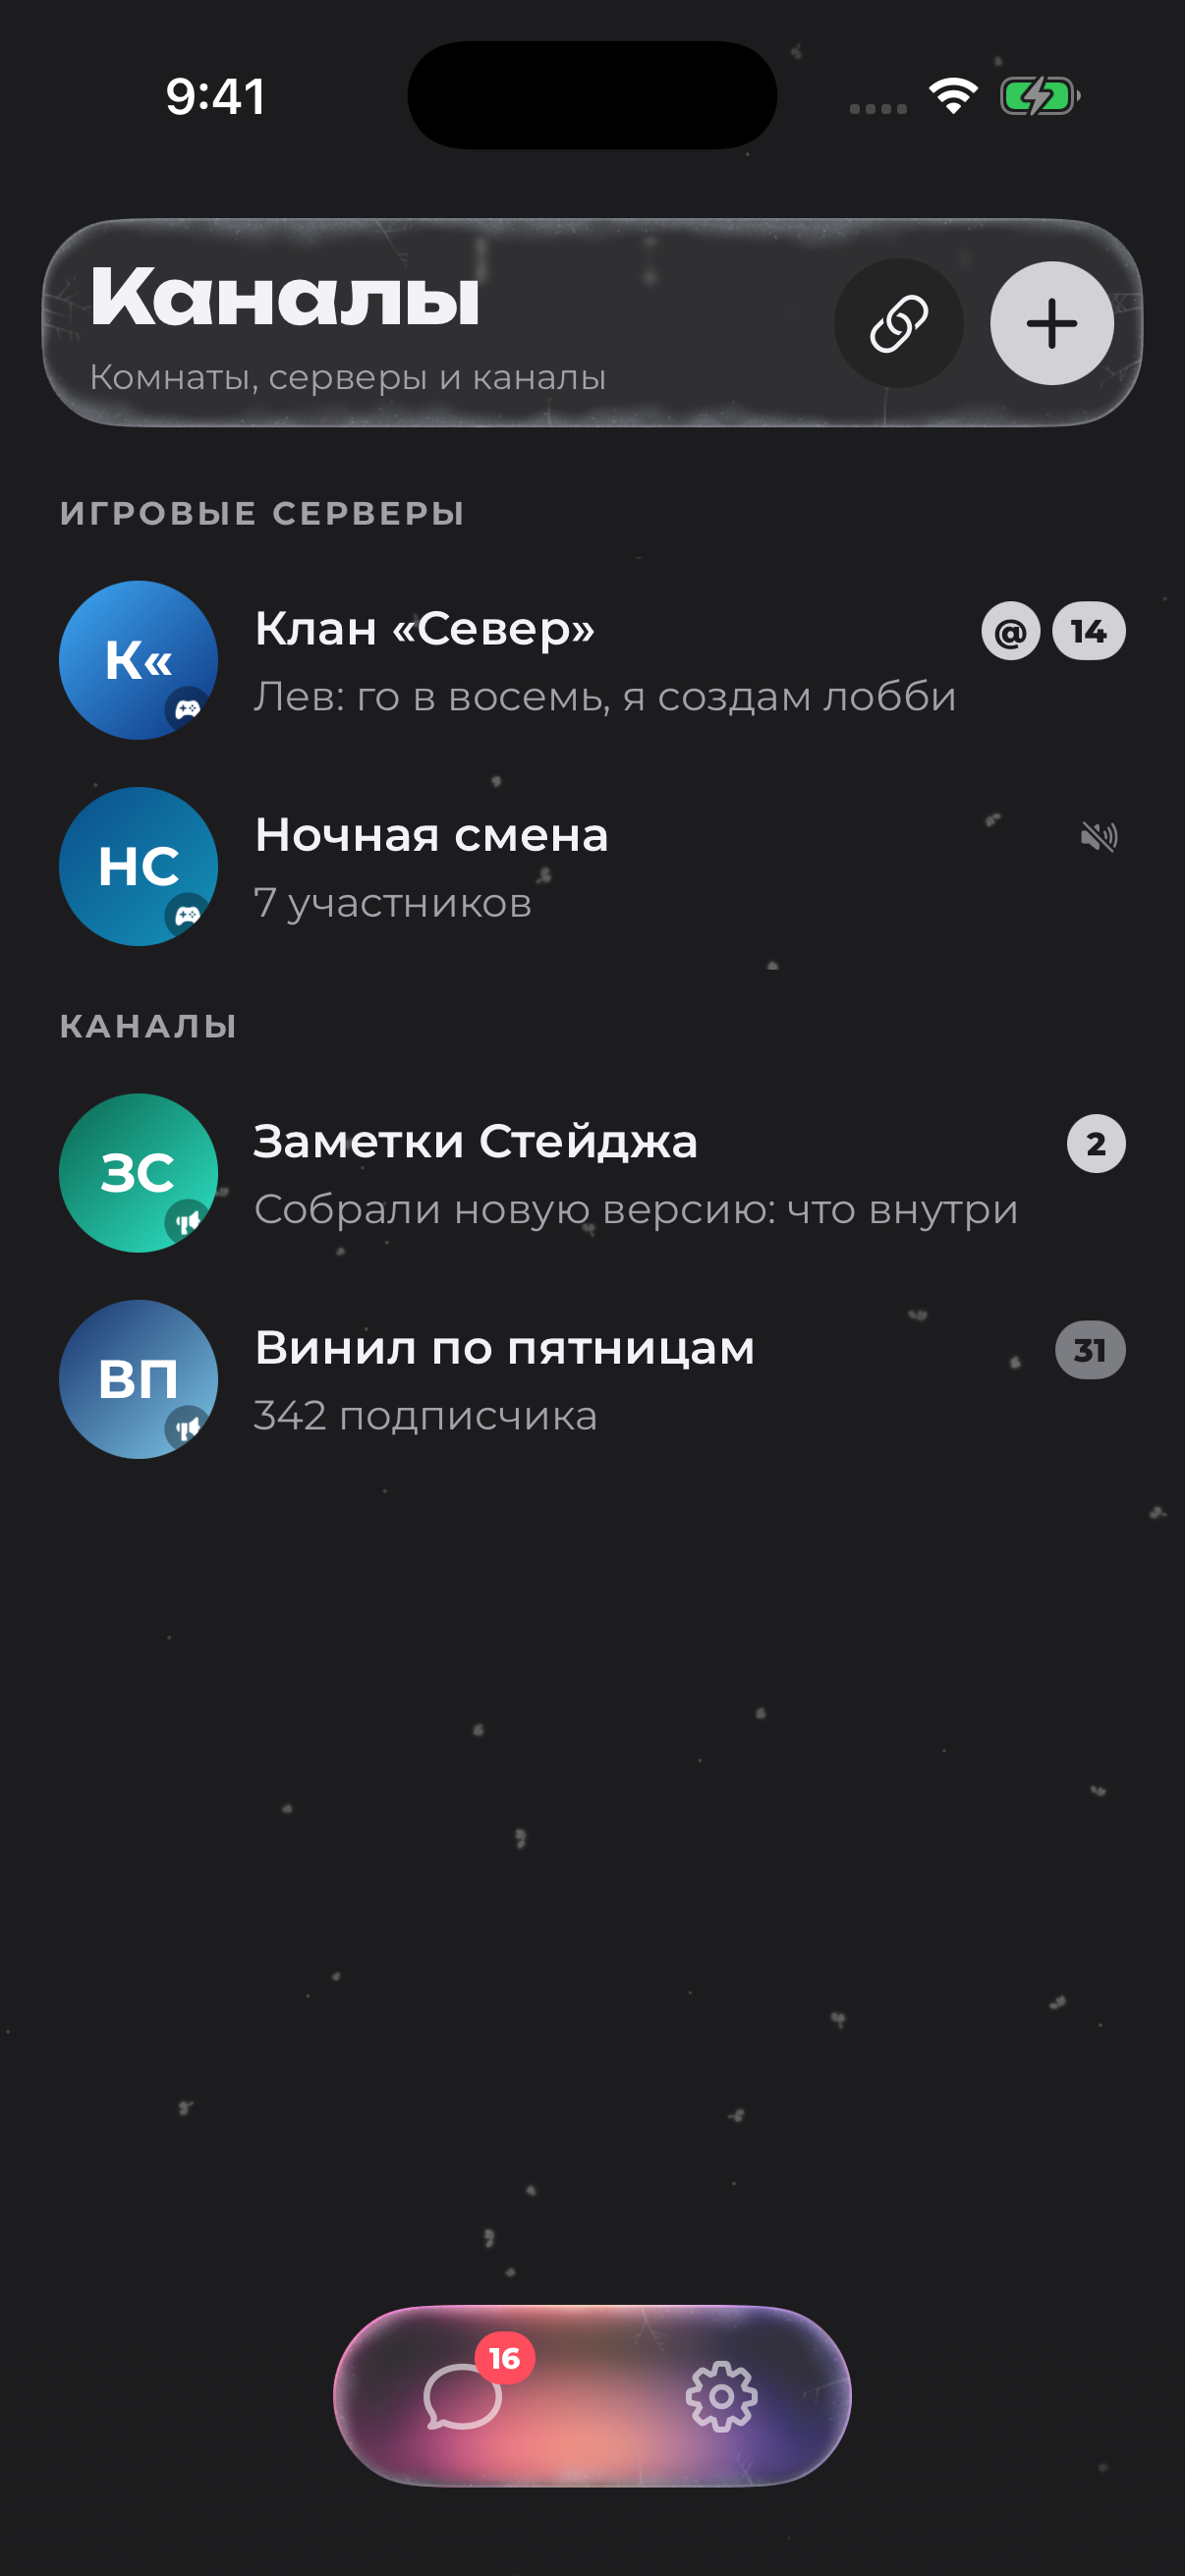 9:41
Каналы
Комнаты, серверы и каналы
ИГРОВЫЕ СЕРВЕРЫ
К«
Клан «Север»
@ 14
Лев: го в восемь, я создам лобби
НС
Ночная смена
7 участников
КАНАЛЫ
ЗС
Заметки Стейджа
2
Собрали новую версию: что внутри
ВП
Винил по пятницам
31
342 подписчика
16